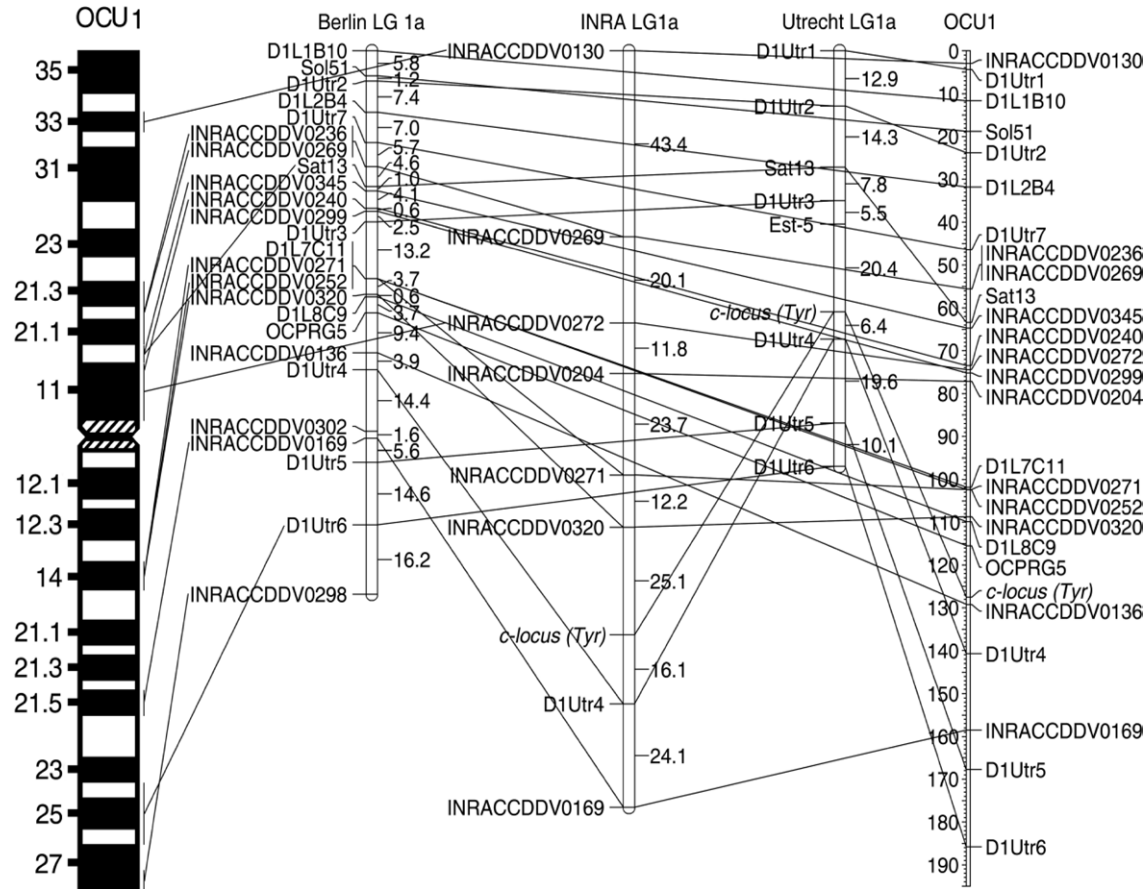 OCU1
Berlin LG 1a
INRA LG1a
Utrecht LG1a
OCU1
35
33
31
23
21.3
21.1
11
12.1
12.3
14
21.1
21.3
21.5
23
25
27
D1L1B10
Sol51
D1Utr2
D1L2B4
D1Utr7
INRACCDDV0236
INRACCDDV0269
Sat13
INRACCDDV0345
INRACCDDV0240
INRACCDDV0299
D1Utr3
D1L7C11
INRACCDDV0271
INRACCDDV0252
INRACCDDV0320
D1L8C9
OCPRG5
INRACCDDV0136
D1Utr4
INRACCDDV0302
INRACCDDV0169
D1Utr5
D1Utr6
INRACCDDV0298
5.8
1.2
7.4
7.0
5.7
4.6
1.0
4.1
0.6
2.5
13.2
3.7
0.6
3.7
9.4
3.9
14.4
1.6
5.6
14.6
16.2
INRACCDDV0130
INRACCDDV0269
INRACCDDV0272
INRACCDDV0204
INRACCDDV0271
INRACCDDV0320
c-locus (Tyr)
D1Utr4
INRACCDDV0169
43.4
20.1
11.8
23.7
12.2
25.1
16.1
24.1
D1Utr1
D1Utr2
Sat13
D1Utr3
Est-5
c-locus (Tyr)
D1Utr4
D1Utr5
D1Utr6
12.9
14.3
7.8
5.5
20.4
6.4
19.6
10.1
0
10
20
30
40
50
60
70
80
90
100
110
120
130
140
150
160
170
180
190
INRACCDDV0130
D1Utr1
D1L1B10
Sol51
D1Utr2
D1L2B4
D1Utr7
INRACCDDV0236
INRACCDDV0269
Sat13
INRACCDDV0345
INRACCDDV0240
INRACCDDV0272
INRACCDDV0299
INRACCDDV0204
D1L7C11
INRACCDDV0271
INRACCDDV0252
INRACCDDV0320
D1L8C9
OCPRG5
c-locus (Tyr)
INRACCDDV0136
D1Utr4
INRACCDDV0169
D1Utr5
D1Utr6